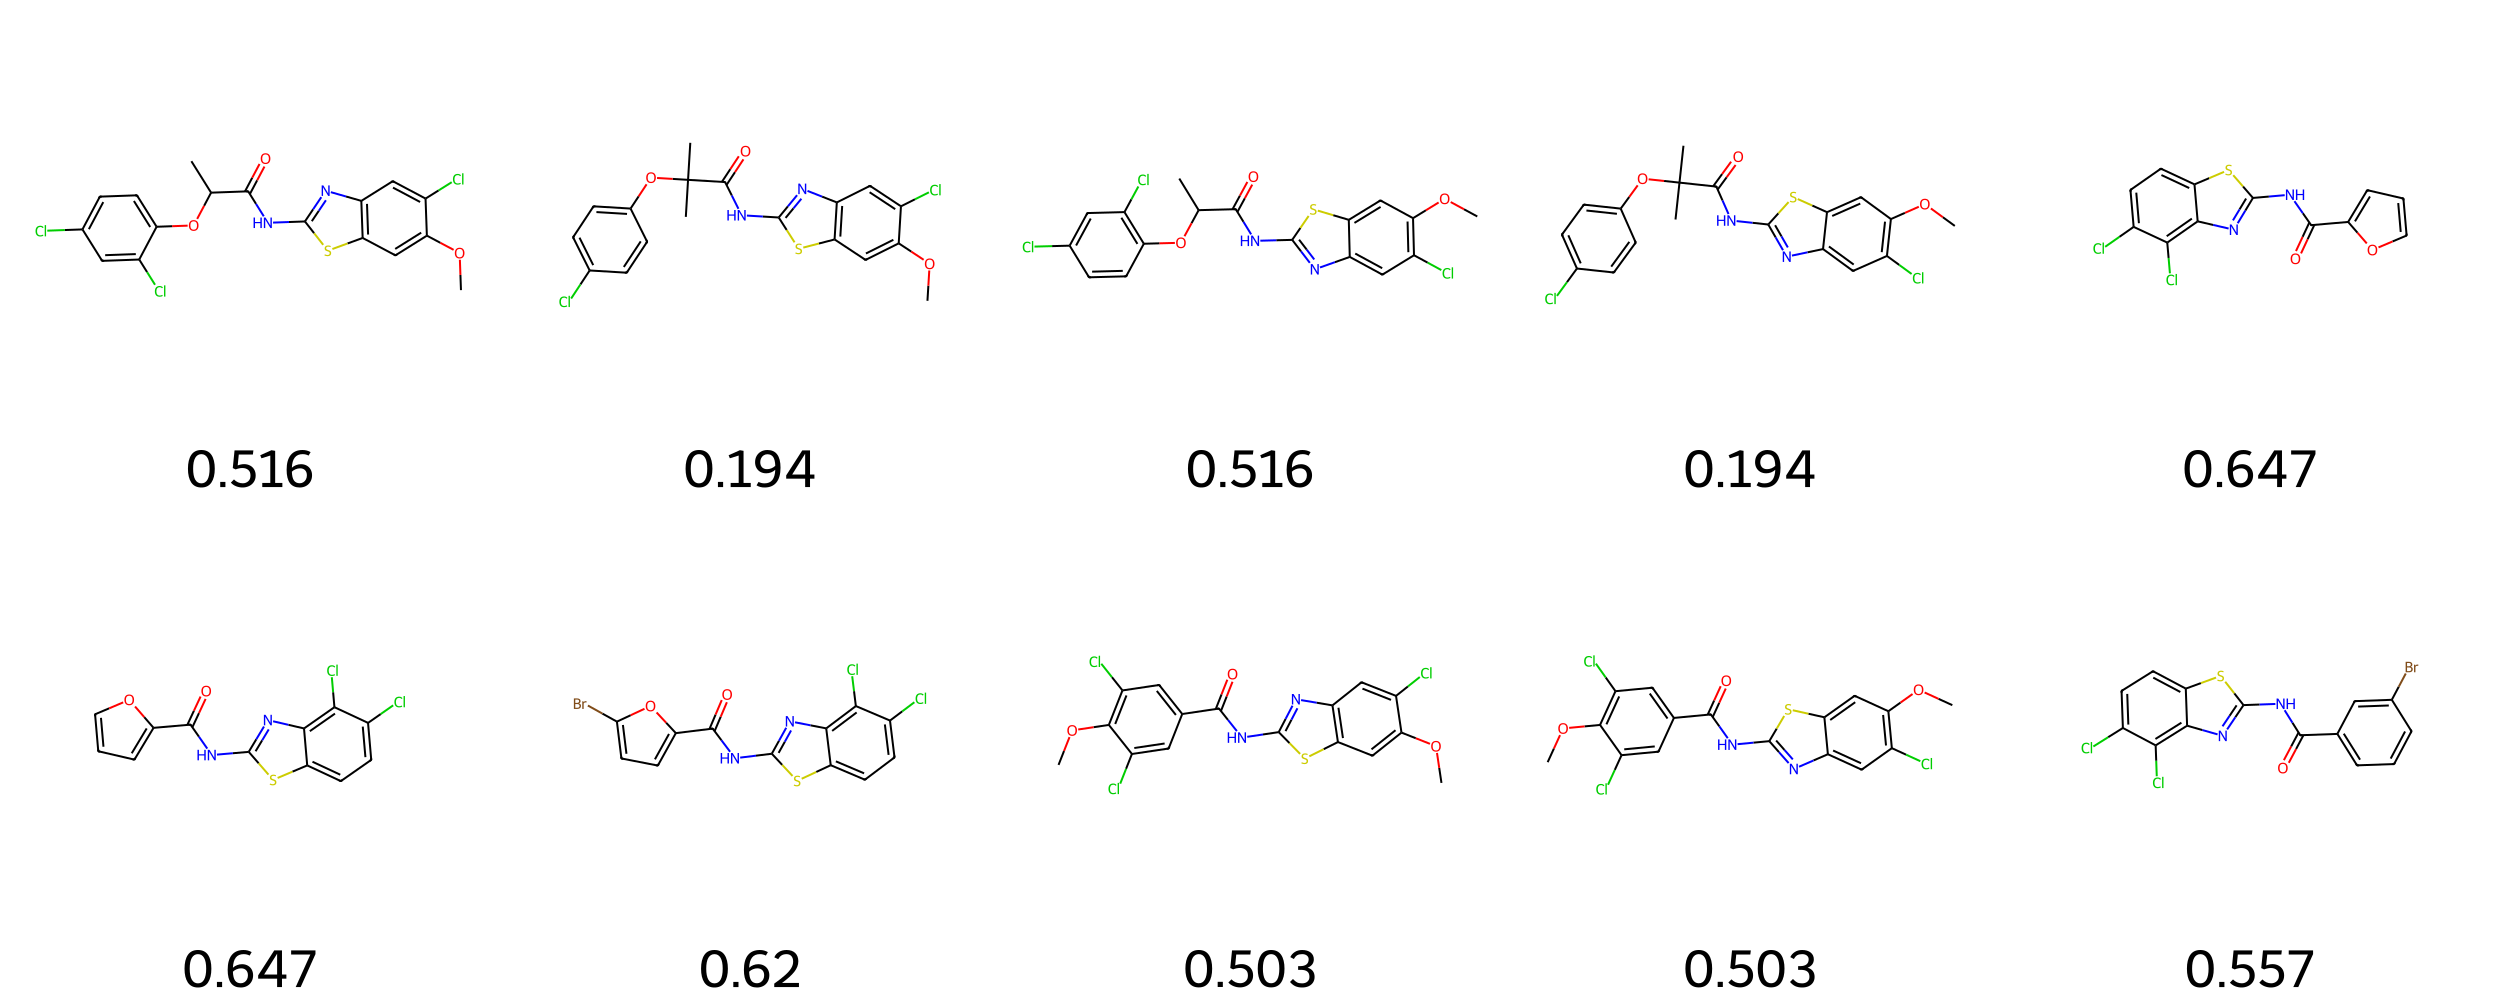 Cl Cl O O HN N S Cl O
Cl O O HN N S Cl O
Cl Cl O O HN S N O Cl
Cl O O HN S N O Cl
Cl Cl S N NH O O
0.516 0.194 0.516 0.194 0.647
O O HN N S Cl Cl
Br O O HN N S Cl Cl
O Cl Cl O HN N S Cl O
O Cl Cl O HN S N O Cl
Cl Cl S N NH O Br
0.647 0.62 0.503 0.503 0.557